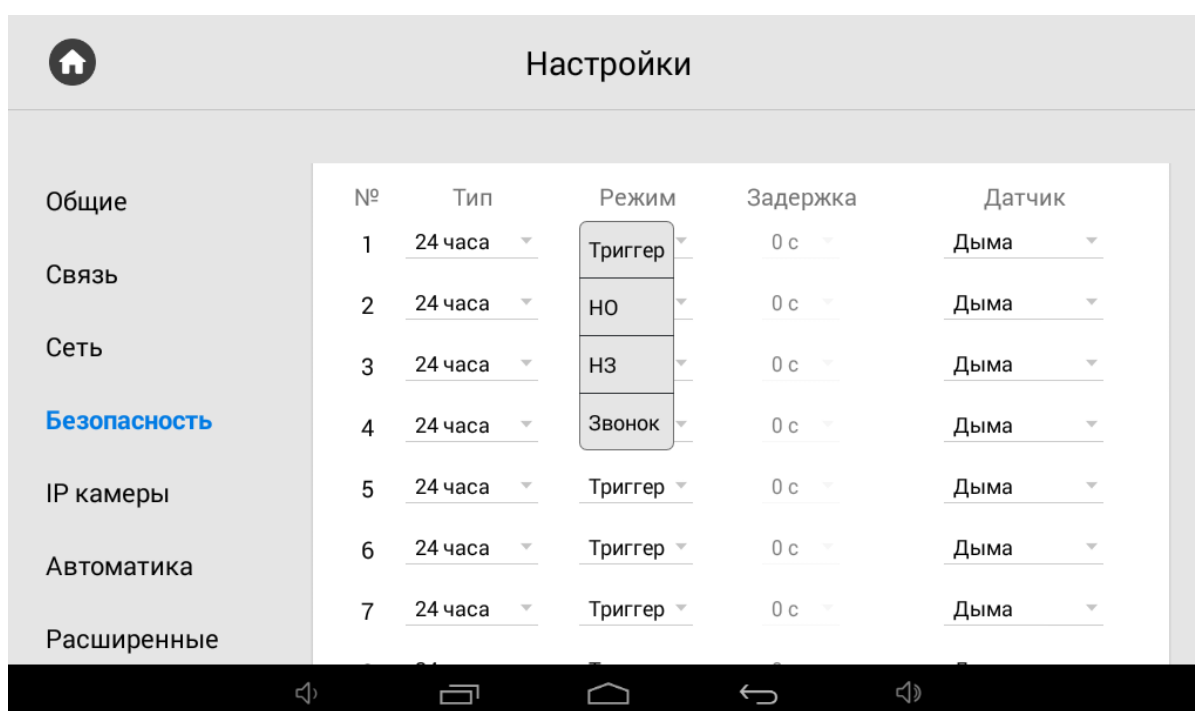 Настройки
Общие
Связь
Сеть
Безопасность
IP камеры
Автоматика
Расширенные
№ Тип Режим Задержка Датчик
1 24 часа Триггер 0 с Дыма
2 24 часа НО 0 с Дыма
3 24 часа НЗ 0 с Дыма
4 24 часа Звонок 0 с Дыма
5 24 часа Триггер 0 с Дыма
6 24 часа Триггер 0 с Дыма
7 24 часа Триггер 0 с Дыма